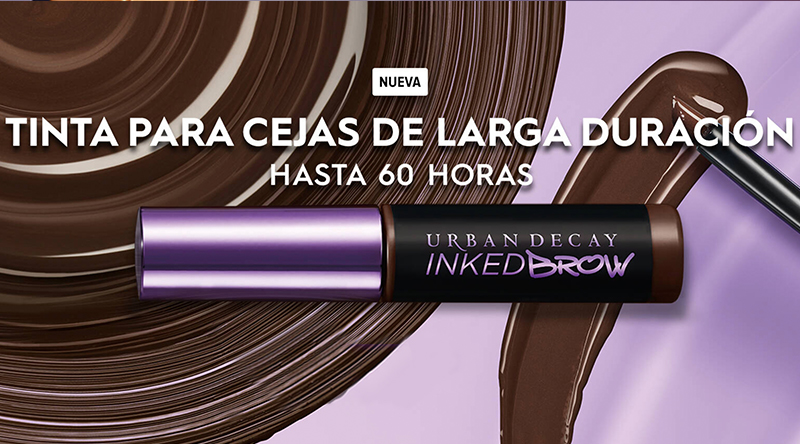 NUEVA
TINTA PARA CEJAS DE LARGA DURACIÓN
HASTA 60 HORAS
URBAN DECAY
INKEDBROW